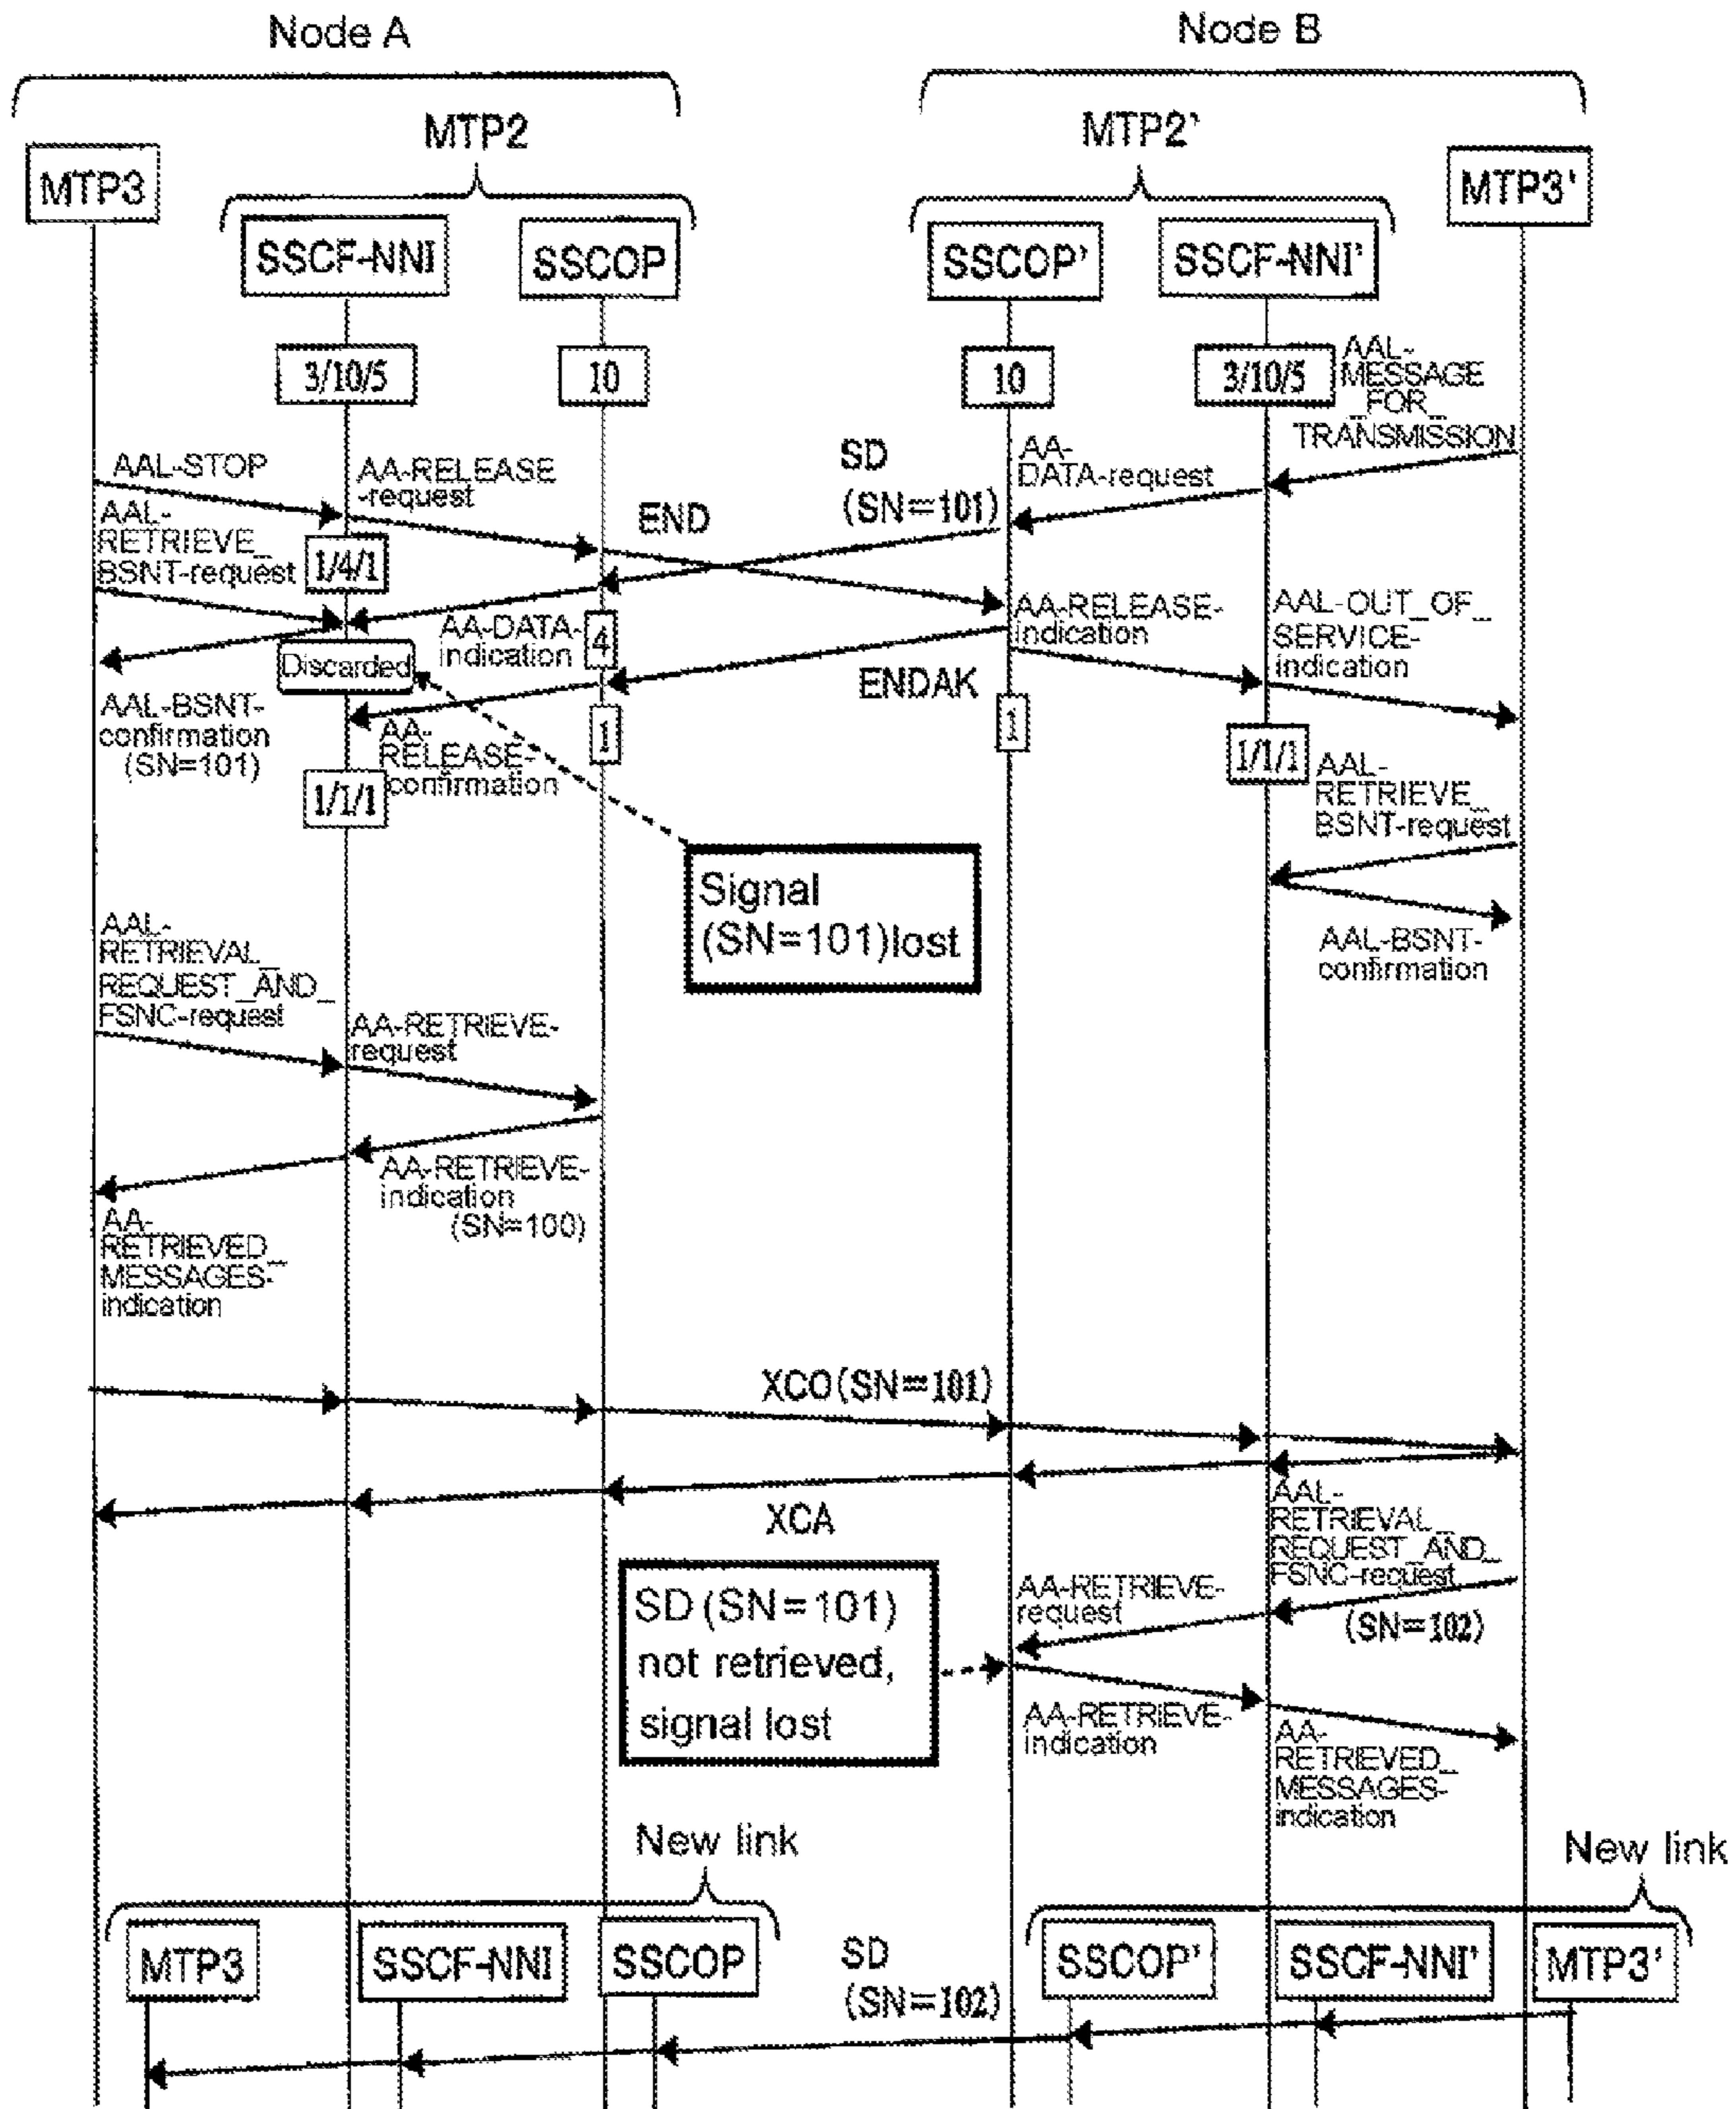 Node A
Node B
MTP2
MTP2'
MTP3
MTP3'
SSCF-NNI
SSCOP
SSCOP'
SSCF-NNI'
3/10/5
10
10
3/10/5
AAL-
MESSAGE
_FOR_
TRANSMISSION
AAL-STOP
AA-RELEASE
-request
SD
(SN=101)
AA-
DATA-request
END
AAL-
RETRIEVE_
BSNT-request
1/4/1
AA-DATA-
indication
4
AA-RELEASE-
indication
AAL-OUT_OF_
SERVICE-
indication
Discarded
ENDAK
AAL-BSNT-
confirmation
(SN=101)
AA-
RELEASE-
confirmation
1
1
1/1/1
1/1/1
AAL-
RETRIEVE_
BSNT-request
Signal
(SN=101)lost
AAL-BSNT-
confirmation
AAL-
RETRIEVAL_
REQUEST_AND_
FSNC-request
AA-RETRIEVE-
request
AA-RETRIEVE-
indication
(SN=100)
AA-
RETRIEVED_
MESSAGES-
indication
XCO(SN=101)
XCA
AAL-
RETRIEVAL_
REQUEST_AND_
FSNC-request
(SN=102)
SD(SN=101)
not retrieved,
signal lost
AA-RETRIEVE-
request
AA-RETRIEVE-
indication
AA-
RETRIEVED_
MESSAGES-
indication
New link
New link
MTP3
SSCF-NNI
SSCOP
SD
(SN=102)
SSCOP'
SSCF-NNI'
MTP3'